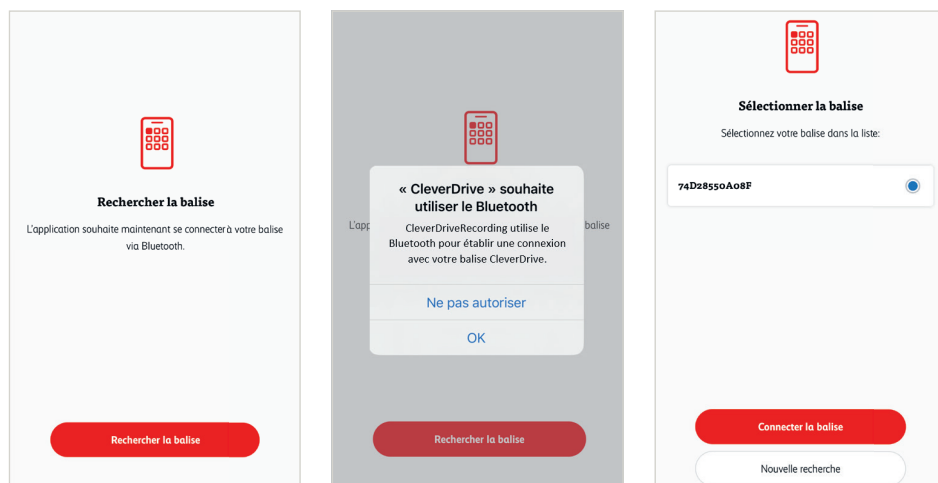 Rechercher la balise
L'application souhaite maintenant se connecter à votre balise
via Bluetooth.
Rechercher la balise
« CleverDrive » souhaite
utiliser le Bluetooth
L'app
balise
CleverDriveRecording utilise le
Bluetooth pour établir une connexion
avec votre balise CleverDrive.
Ne pas autoriser
OK
Rechercher la balise
Sélectionner la balise
Sélectionnez votre balise dans la liste:
74D28550A08F
Connecter la balise
Nouvelle recherche